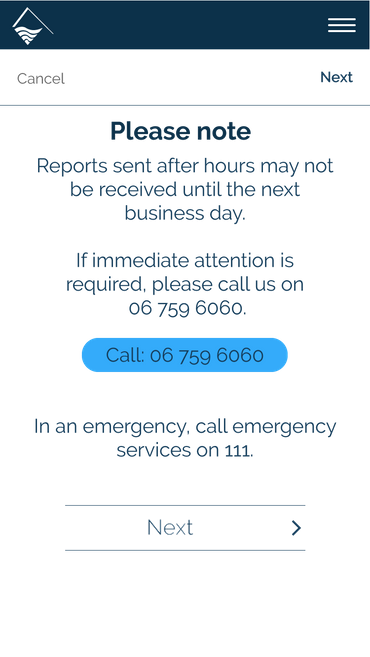 Cancel
Next
Please note
Reports sent after hours may not
be received until the next
business day.
If immediate attention is
required, please call us on
06 759 6060.
Call: 06 759 6060
In an emergency, call emergency
services on 111.
Next